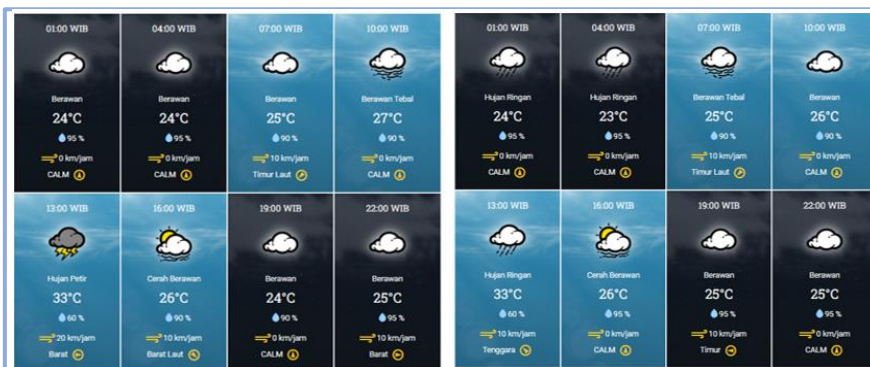 01:00 WIB 04:00 WIB 07:00 WIB 10:00 WIB
Berawan Berawan Berawan Berawan Tebal
24°C 24°C 25°C 27°C
95 % 95 % 90 % 90 %
0 km/jam 0 km/jam 10 km/jam 0 km/jam
CALM CALM Timur Laut CALM
13:00 WIB 16:00 WIB 19:00 WIB 22:00 WIB
Hujan Petir Cerah Berawan Berawan Berawan
33°C 26°C 24°C 25°C
60 % 90 % 90 % 95 %
20 km/jam 10 km/jam 0 km/jam 10 km/jam
Barat Barat Laut CALM Barat
01:00 WIB 04:00 WIB 07:00 WIB 10:00 WIB
Hujan Ringan Hujan Ringan Berawan Tebal Berawan
24°C 23°C 25°C 26°C
95 % 95 % 90 % 90 %
0 km/jam 0 km/jam 10 km/jam 0 km/jam
CALM CALM Timur Laut CALM
13:00 WIB 16:00 WIB 19:00 WIB 22:00 WIB
Hujan Ringan Cerah Berawan Berawan Berawan
33°C 26°C 25°C 25°C
60 % 90 % 95 % 95 %
10 km/jam 0 km/jam 10 km/jam 0 km/jam
Tenggara CALM Timur CALM